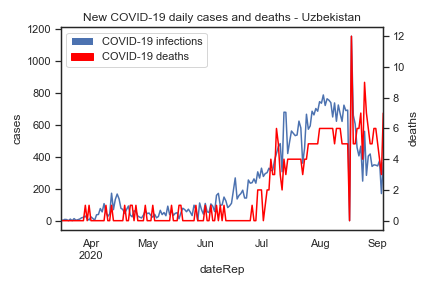 New COVID-19 daily cases and deaths - Uzbekistan
COVID-19 infections
COVID-19 deaths
1200
1000
800
600
400
200
0
cases
12
10
8
6
4
2
0
deaths
Apr
2020
May
Jun
Jul
Aug
Sep
dateRep